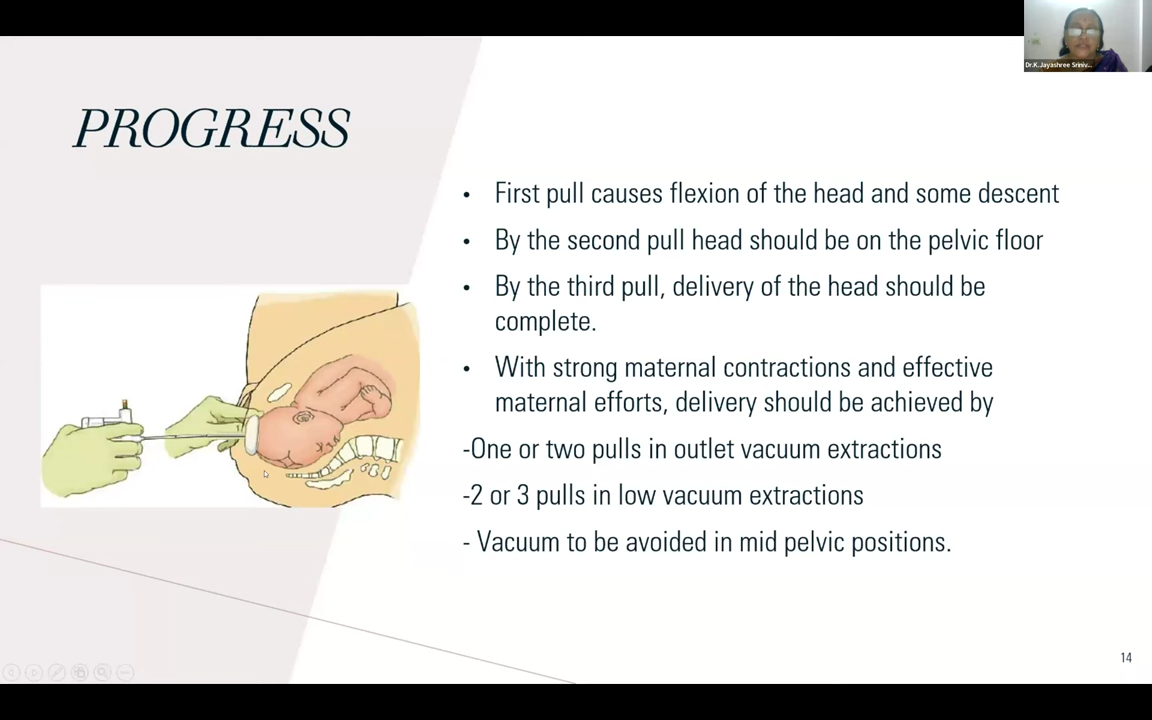 Dr.K.Jayashree Sriniv...
PROGRESS
• First pull causes flexion of the head and some descent
• By the second pull head should be on the pelvic floor
• By the third pull, delivery of the head should be
complete.
• With strong maternal contractions and effective
maternal efforts, delivery should be achieved by
-One or two pulls in outlet vacuum extractions
-2 or 3 pulls in low vacuum extractions
- Vacuum to be avoided in mid pelvic positions.
14